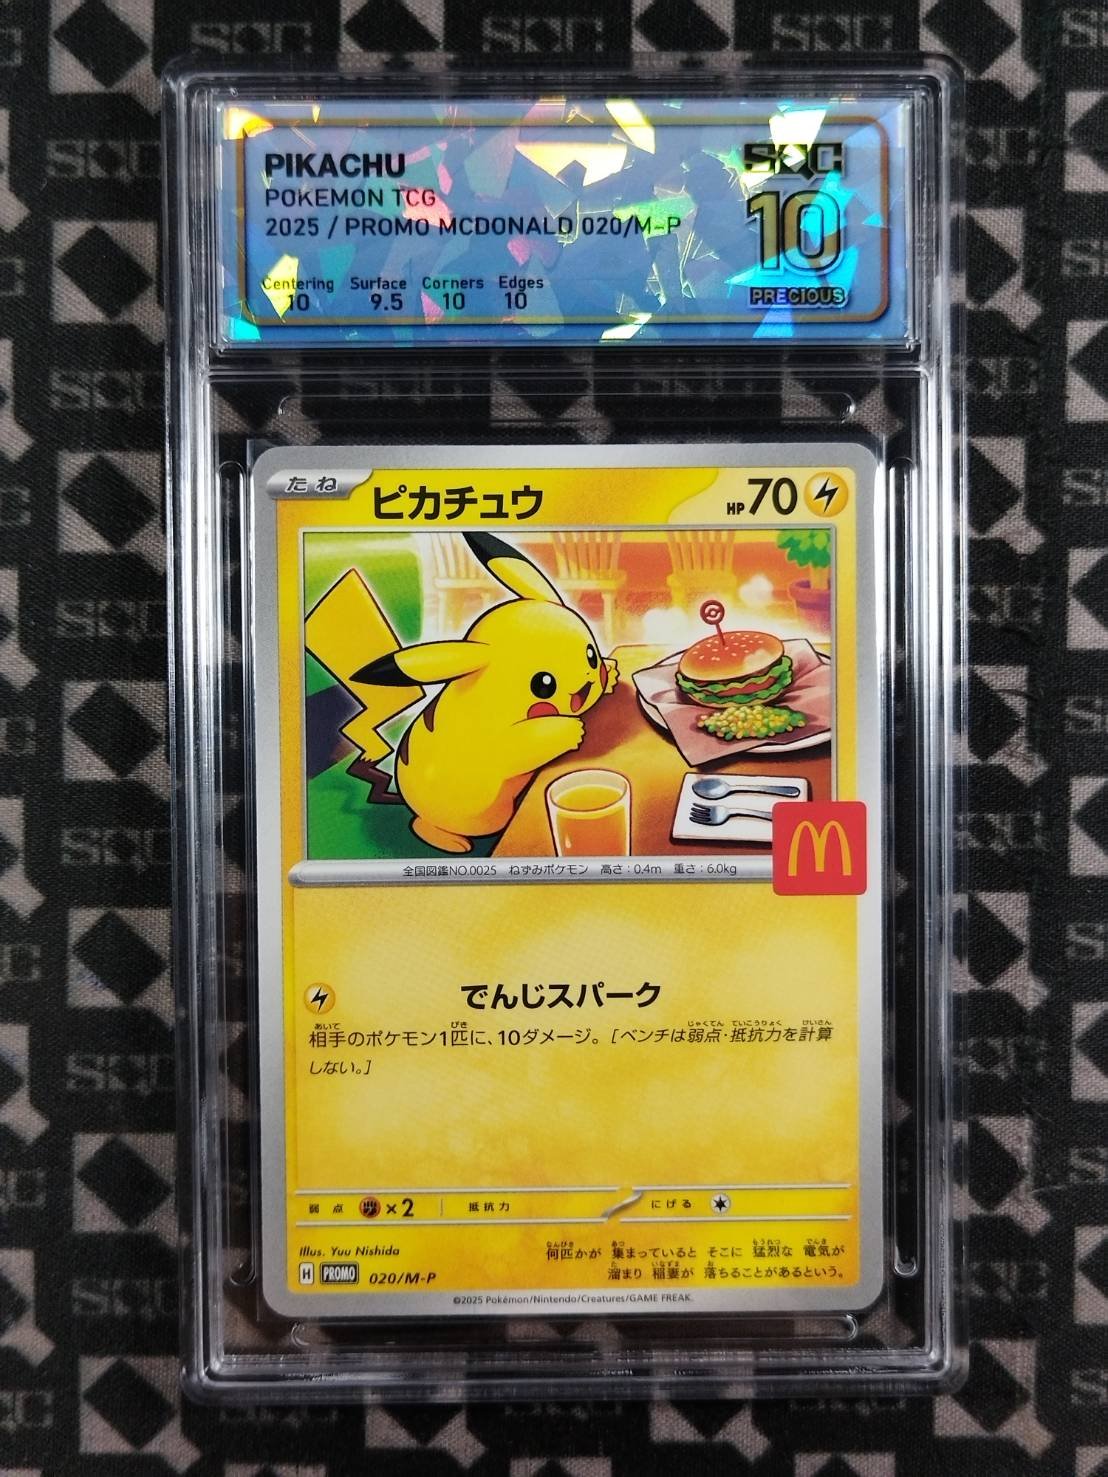 PIKACHU
POKEMON TCG
2025 / PROMO MCDONALD 020/M-P
SQC
10
PRECIOUS
Centering Surface Corners Edges
10 9.5 10 10
たね ピカチュウ HP 70
全国図鑑NO.0025 ねずみポケモン 高さ:0.4m 重さ:6.0kg
でんじスパーク
相手のポケモン1匹に、10ダメージ。[ベンチは弱点・抵抗力を計算
しない。]
弱点 ×2 抵抗力 にげる
Illus. Yuu Nishida
H PROMO 020/M-P
何匹かが 集まっていると そこに 猛烈な 電気が
溜まり 稲妻が 落ちることがあるという。
©2025 Pokémon/Nintendo/Creatures/GAME FREAK.